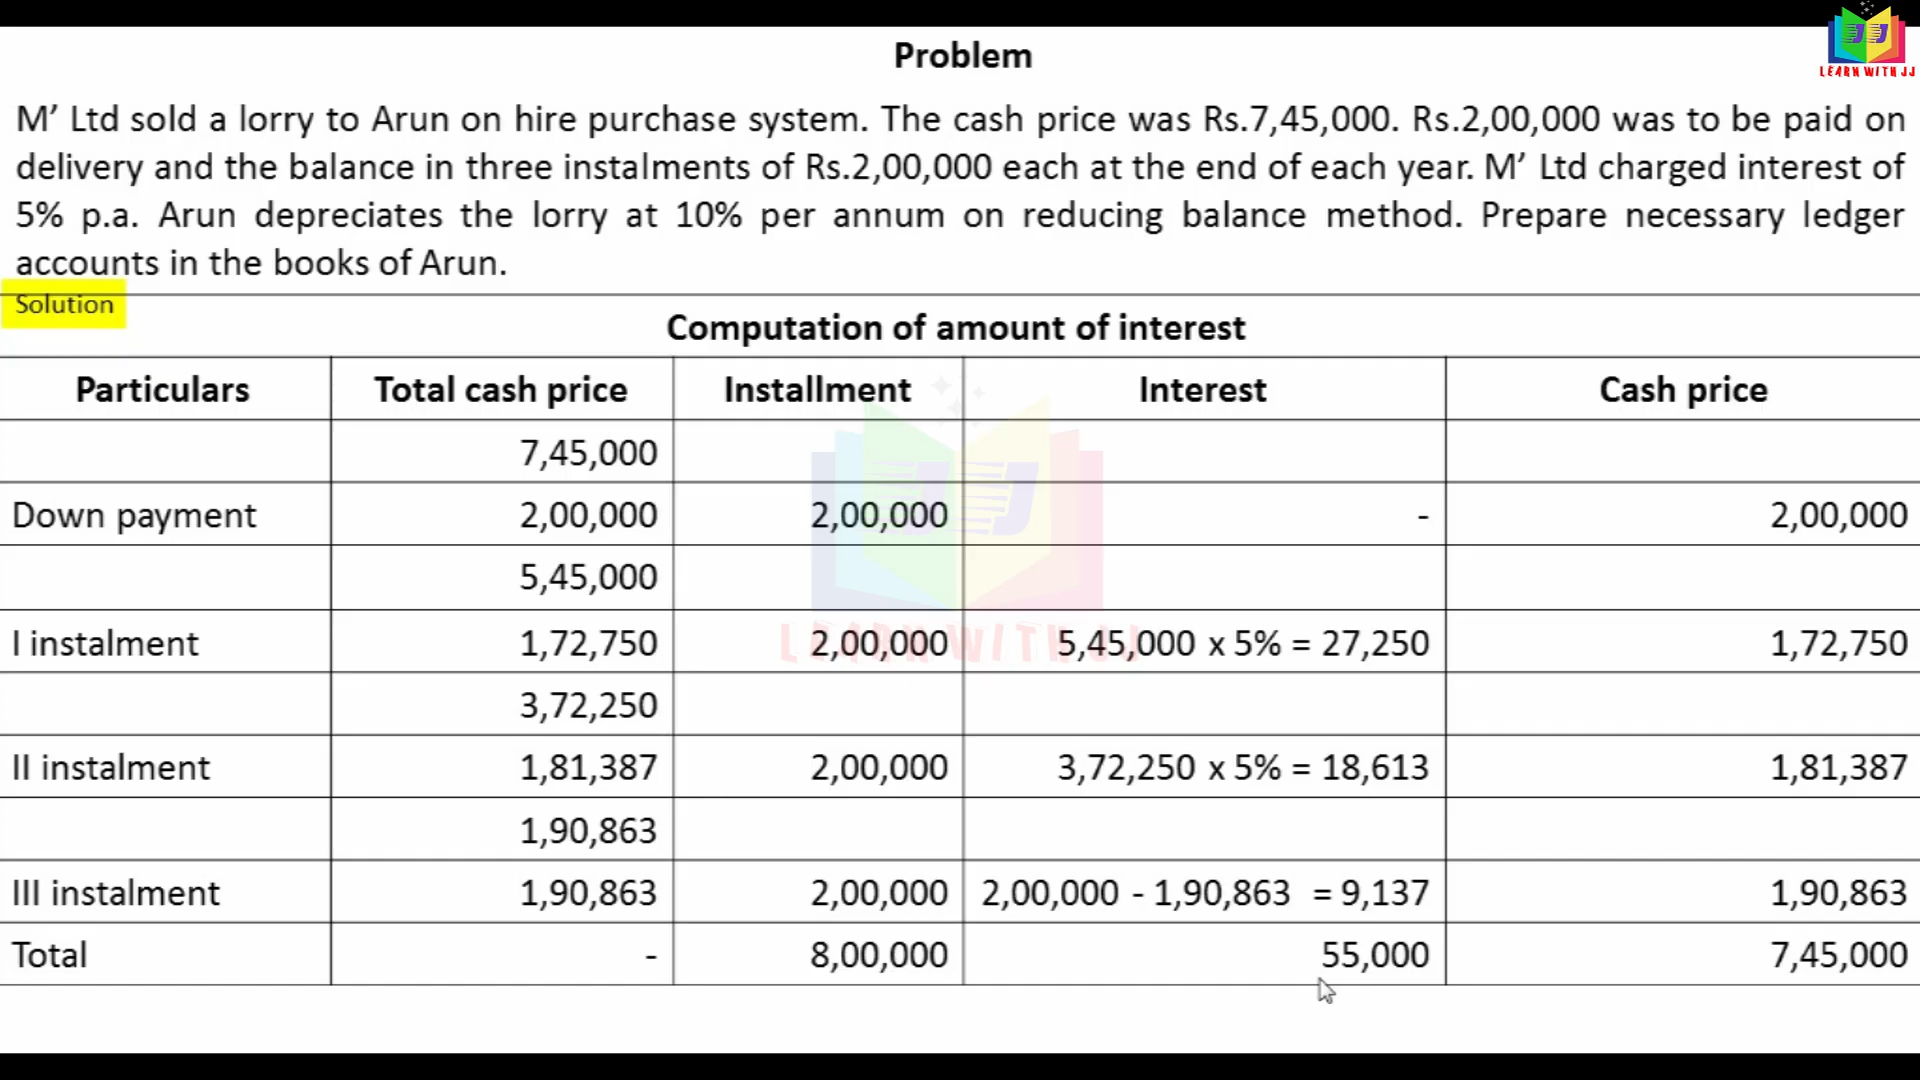 LEARN WITH JJ
Problem
M’ Ltd sold a lorry to Arun on hire purchase system. The cash price was Rs.7,45,000. Rs.2,00,000 was to be paid on
delivery and the balance in three instalments of Rs.2,00,000 each at the end of each year. M’ Ltd charged interest of
5% p.a. Arun depreciates the lorry at 10% per annum on reducing balance method. Prepare necessary ledger
accounts in the books of Arun.
Solution
Computation of amount of interest
Particulars Total cash price Installment Interest Cash price
7,45,000
Down payment 2,00,000 2,00,000 - 2,00,000
5,45,000
I instalment 1,72,750 2,00,000 5,45,000 x 5% = 27,250 1,72,750
3,72,250
II instalment 1,81,387 2,00,000 3,72,250 x 5% = 18,613 1,81,387
1,90,863
III instalment 1,90,863 2,00,000 2,00,000 - 1,90,863 = 9,137 1,90,863
Total - 8,00,000 55,000 7,45,000
JJ
LEARN WITH JJ